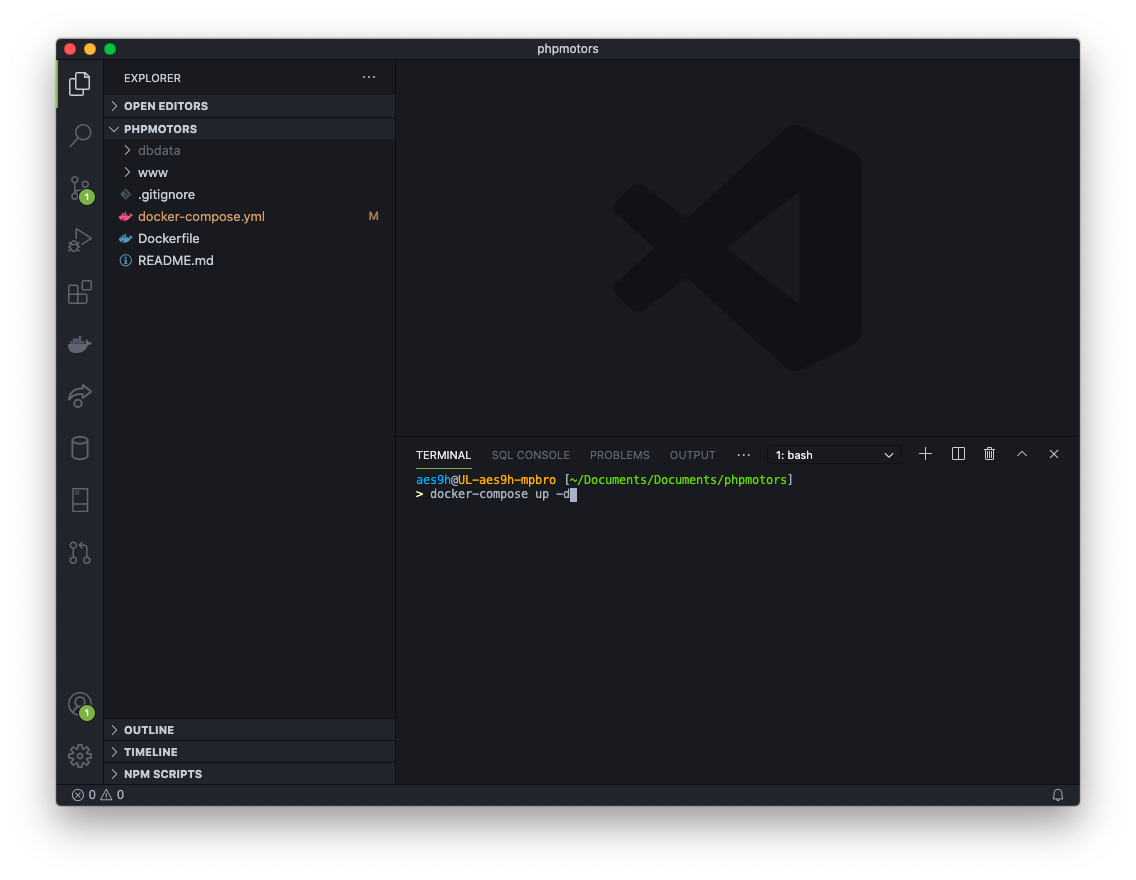 phpmotors
EXPLORER
OPEN EDITORS
PHPMOTORS
dbdata
www
.gitignore
docker-compose.yml M
Dockerfile
README.md
1
1
OUTLINE
TIMELINE
NPM SCRIPTS
TERMINAL SQL CONSOLE PROBLEMS OUTPUT ··· 1: bash
aes9h@UL-aes9h-mpbro [~/Documents/Documents/phpmotors]
> docker-compose up -d
0 0